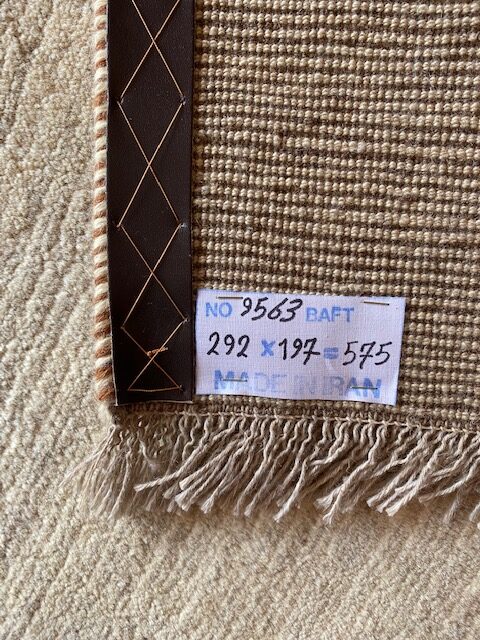 NO 9563 BAFT
292 x 197 = 575
MADE IN IRAN